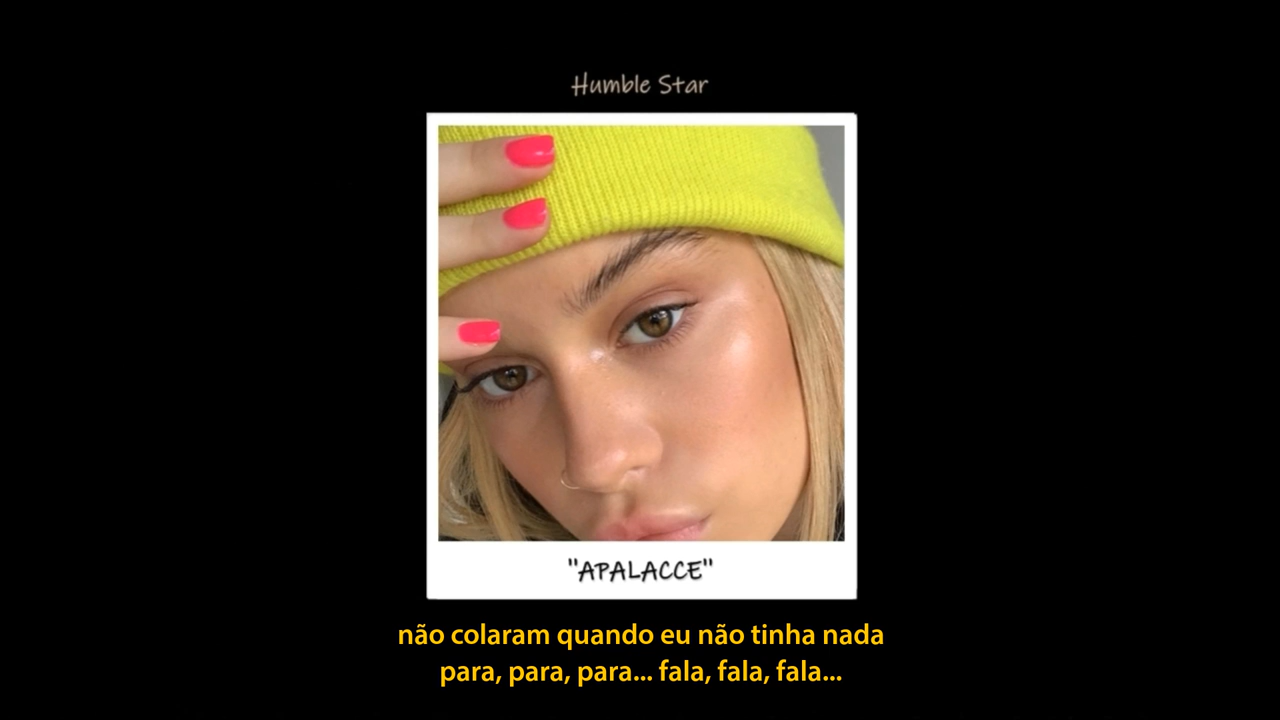 Humble Star
"APALACCE"
não colaram quando eu não tinha nada
para, para, para... fala, fala, fala...